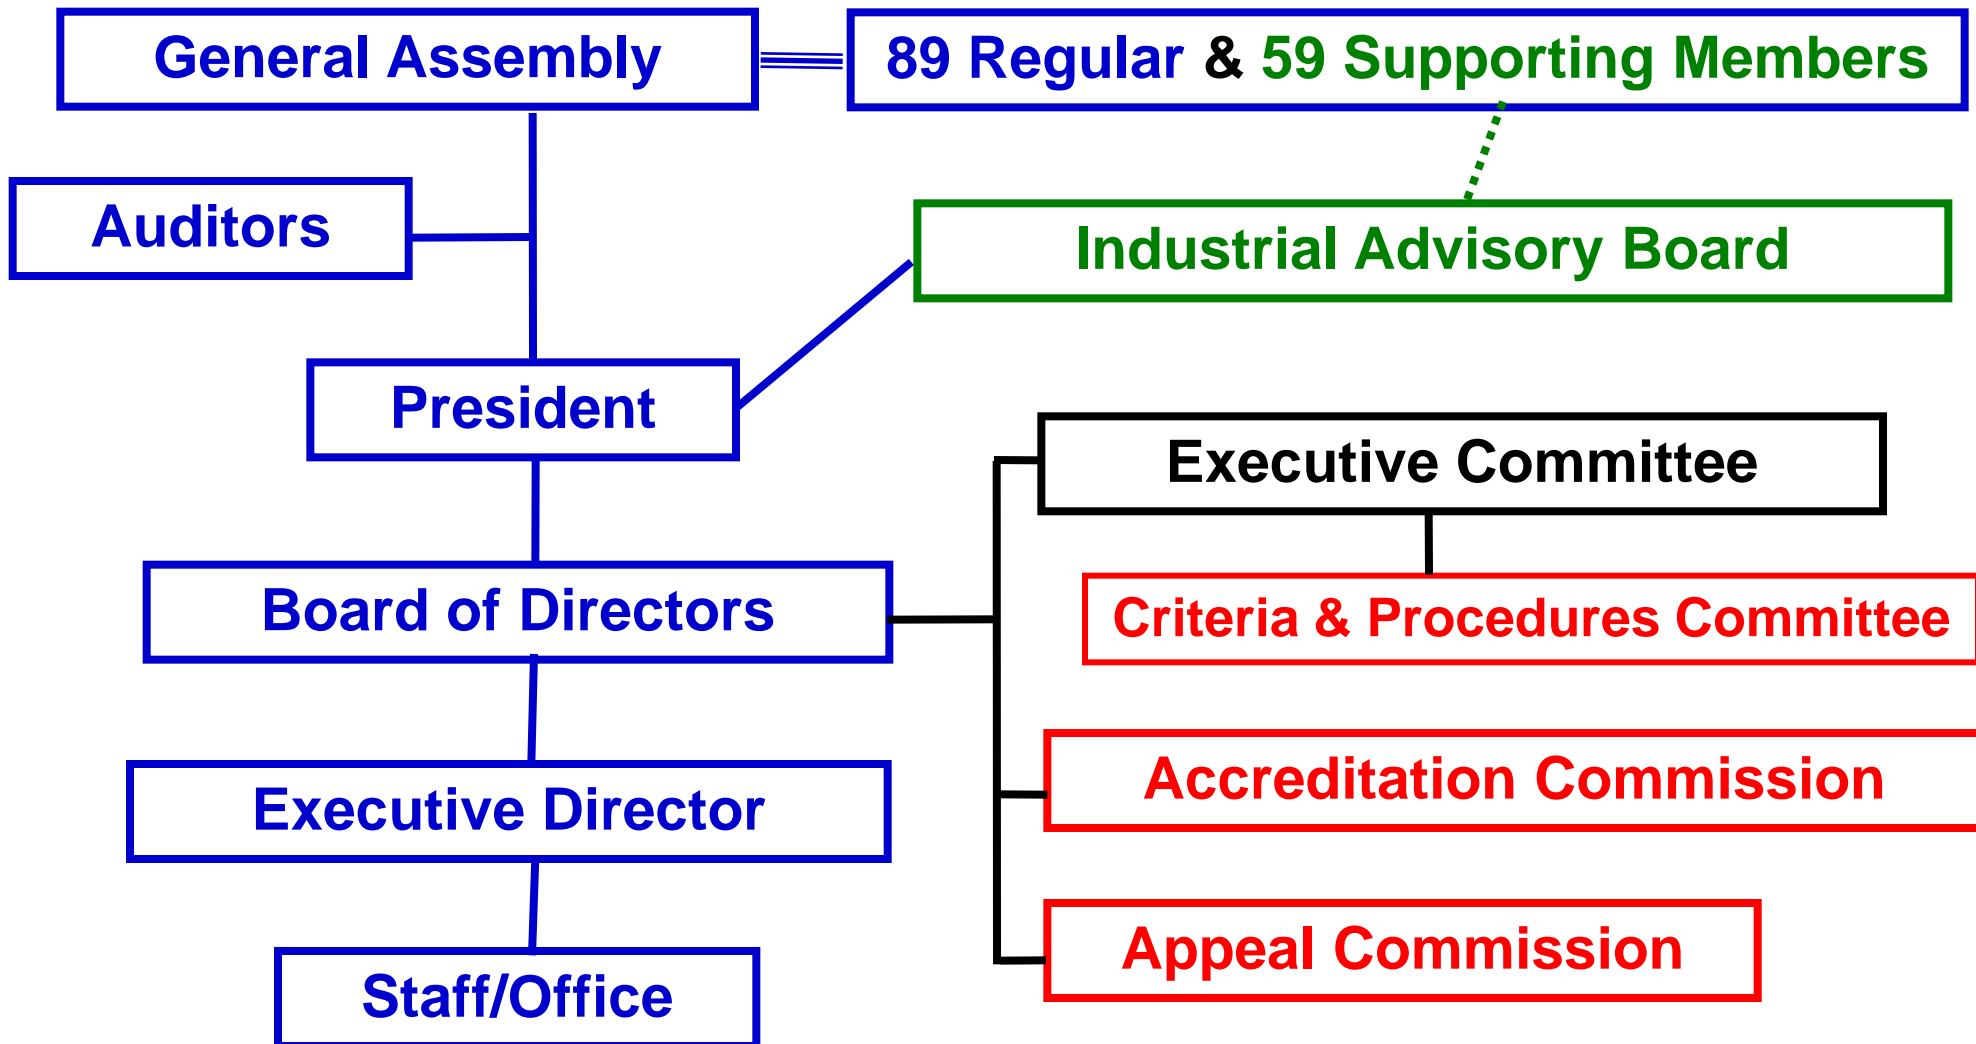 General Assembly
89 Regular & 59 Supporting Members
Auditors
Industrial Advisory Board
President
Executive Committee
Board of Directors
Criteria & Procedures Committee
Executive Director
Accreditation Commission
Appeal Commission
Staff/Office